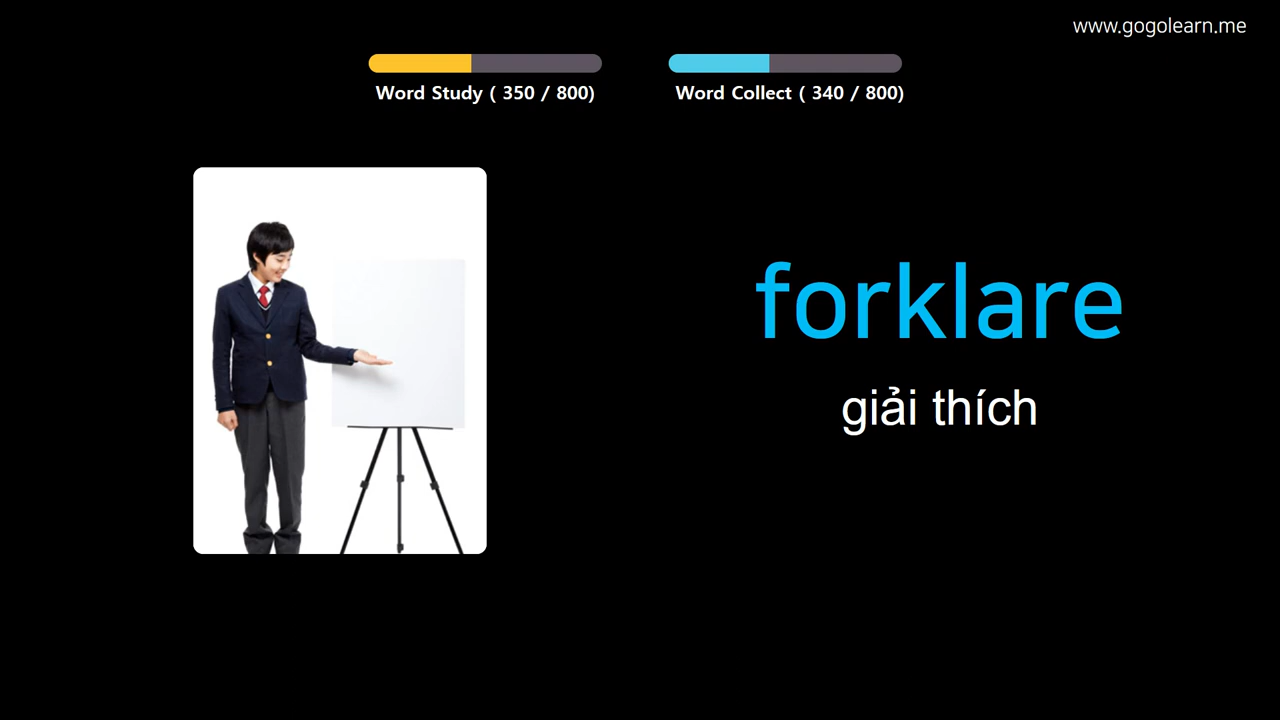 www.gogolearn.me
Word Study ( 350 / 800)
Word Collect ( 340 / 800)
forklare
giải thích